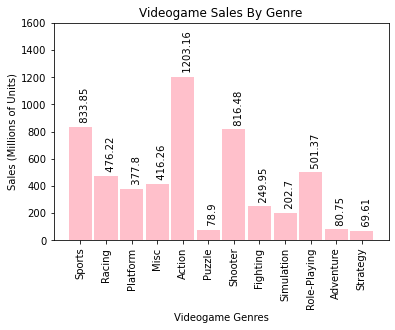 Videogame Sales By Genre
Sales (Millions of Units)
1600
1400
1200
1000
800
600
400
200
0
833.85
476.22
377.8
416.26
1203.16
78.9
816.48
249.95
202.7
501.37
80.75
69.61
Sports
Racing
Platform
Misc
Action
Puzzle
Shooter
Fighting
Simulation
Role-Playing
Adventure
Strategy
Videogame Genres